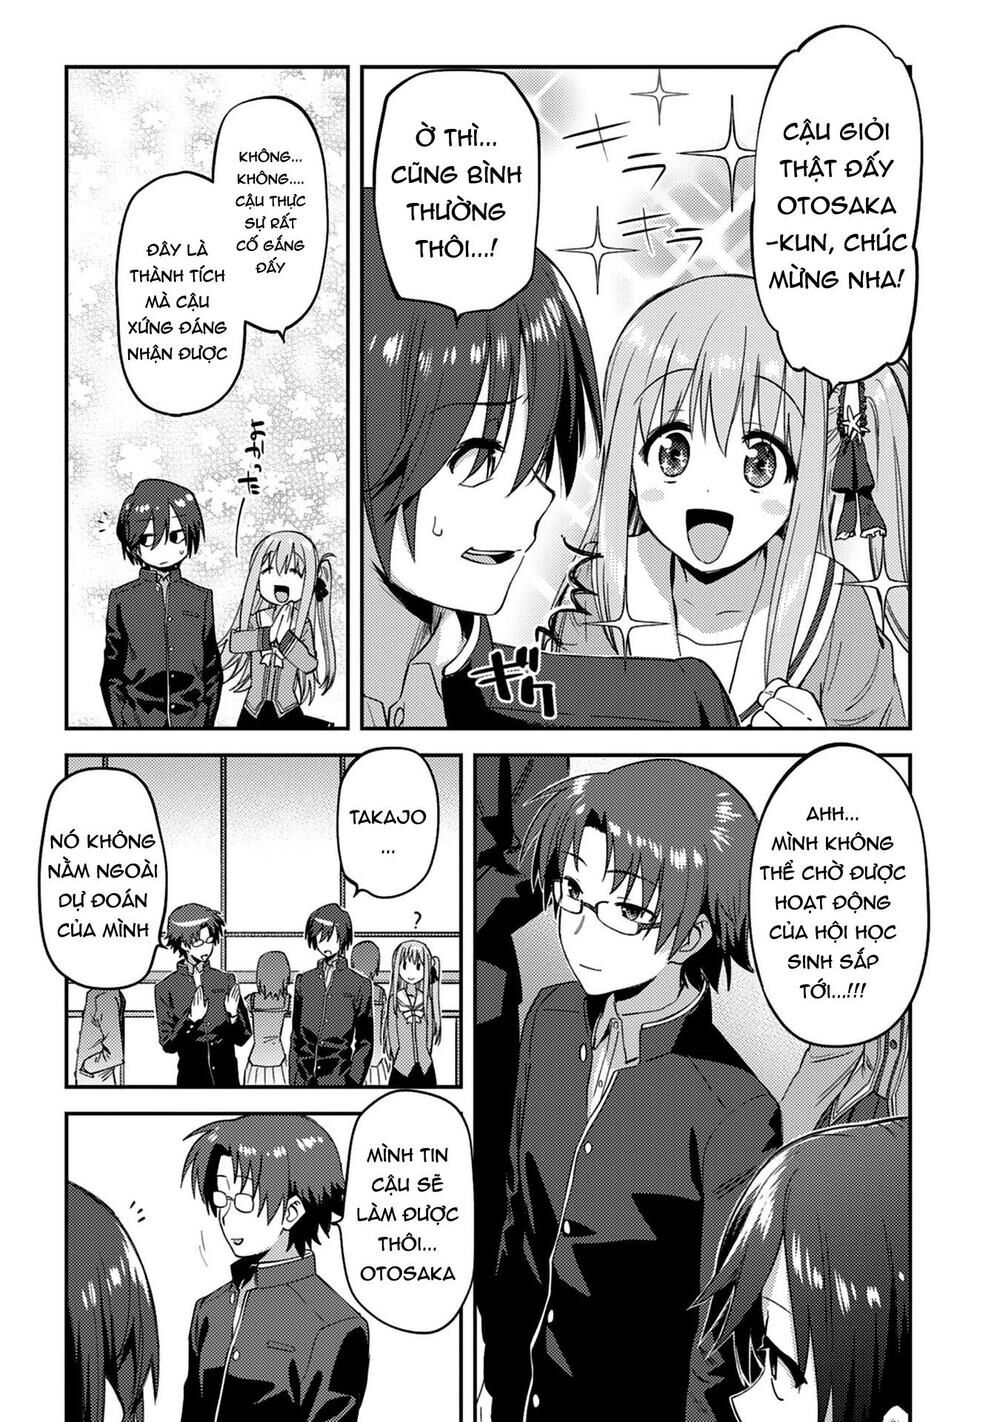 CẬU GIỎI
THẬT ĐẤY
OTOSAKA
-KUN, CHÚC
MỪNG NHA!
Ờ THÌ...
CŨNG BÌNH
THƯỜNG
THÔI...!
キラ
キラ
ギク
KHÔNG...
KHÔNG....
CẬU THỰC
SỰ RẤT
CỐ GẮNG
ĐẤY
ĐÂY LÀ
THÀNH TÍCH
MÀ CẬU
XỨNG ĐÁNG
NHẬN ĐƯỢC
AHH...
MÌNH KHÔNG
THỂ CHỜ ĐƯỢC
HOẠT ĐỘNG
CỦA HỘI HỌC
SINH SẮP
TỚI...!!!
TAKAJO
...
?
NÓ KHÔNG
NẰM NGOÀI
DỰ ĐOÁN
CỦA MÌNH
MÌNH TIN
CẬU SẼ
LÀM ĐƯỢC
THÔI...
OTOSAKA